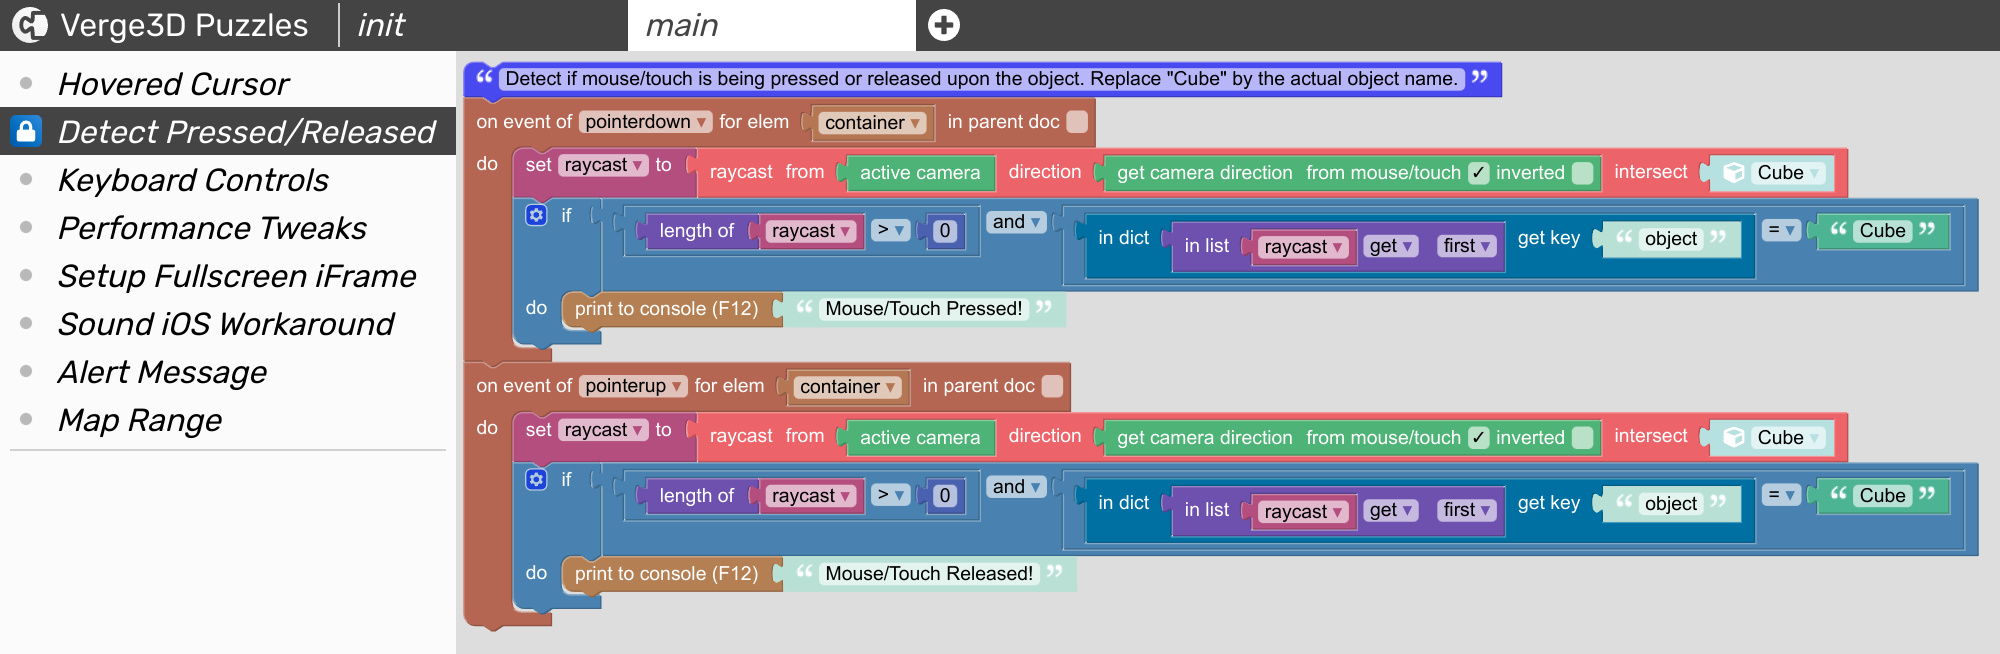 Verge3D Puzzles init main
Hovered Cursor
Detect Pressed/Released
Keyboard Controls
Performance Tweaks
Setup Fullscreen iFrame
Sound iOS Workaround
Alert Message
Map Range
“ Detect if mouse/touch is being pressed or released upon the object. Replace "Cube" by the actual object name. ”
on event of pointerdown ▾ for elem container ▾ in parent doc
do set raycast ▾ to raycast from active camera direction get camera direction from mouse/touch ✓ inverted intersect Cube ▾
if length of raycast ▾ > ▾ 0 and ▾ in dict in list raycast ▾ get ▾ first ▾ get key “ object ” = ▾ “ Cube ”
do print to console (F12) “ Mouse/Touch Pressed! ”
on event of pointerup ▾ for elem container ▾ in parent doc
do set raycast ▾ to raycast from active camera direction get camera direction from mouse/touch ✓ inverted intersect Cube ▾
if length of raycast ▾ > ▾ 0 and ▾ in dict in list raycast ▾ get ▾ first ▾ get key “ object ” = ▾ “ Cube ”
do print to console (F12) “ Mouse/Touch Released! ”